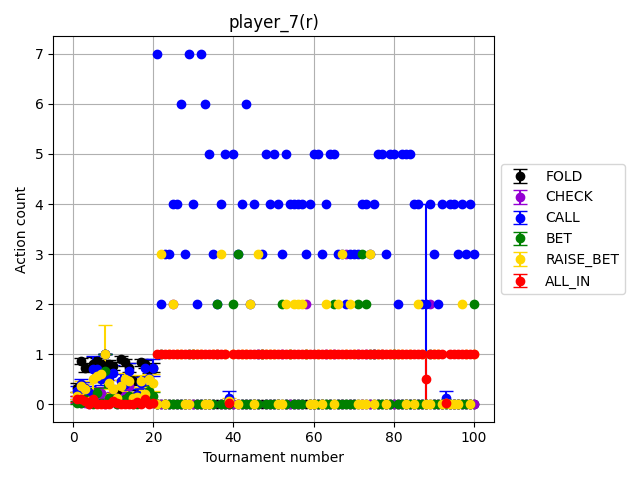 player_7(r)
Action count
7
6
5
4
3
2
1
0
0
20
40
60
80
100
Tournament number
FOLD
CHECK
CALL
BET
RAISE_BET
ALL_IN